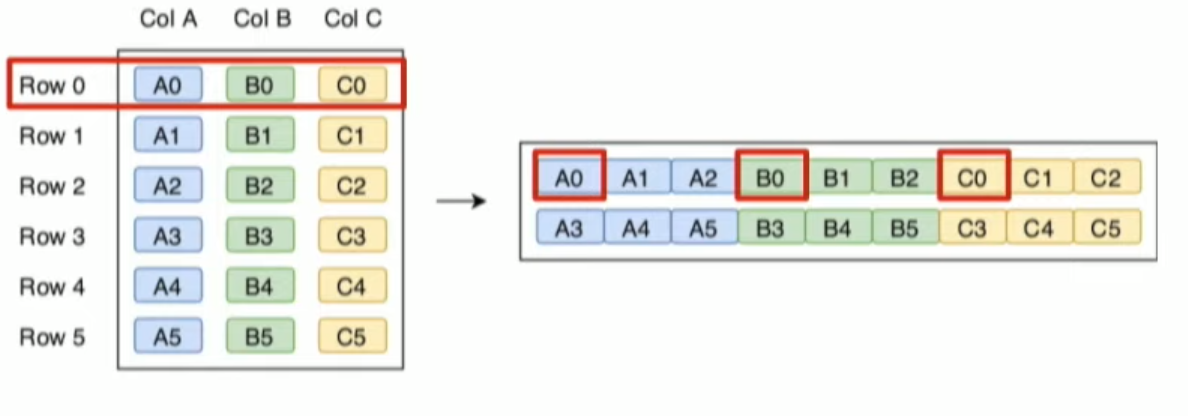 Col A Col B Col C
Row 0 A0 B0 C0
Row 1 A1 B1 C1
Row 2 A2 B2 C2
Row 3 A3 B3 C3
Row 4 A4 B4 C4
Row 5 A5 B5 C5
A0 A1 A2 B0 B1 B2 C0 C1 C2
A3 A4 A5 B3 B4 B5 C3 C4 C5